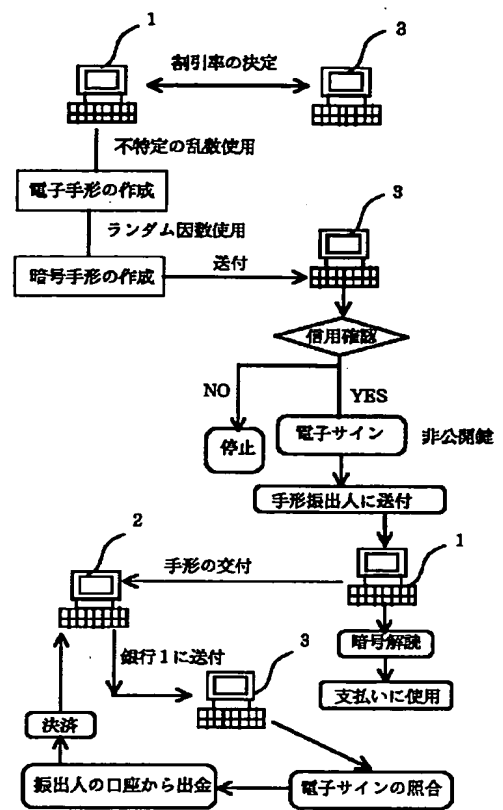 1
3
割引率の決定
不特定の乱数使用
電子手形の作成
ランダム因数使用
3
暗号手形の作成
送付
信用確認
NO
YES
停止
電子サイン
非公開鍵
手形振出人に送付
2
1
手形の交付
暗号解読
銀行1に送付
3
支払いに使用
決済
振出人の口座から出金
電子サインの照合